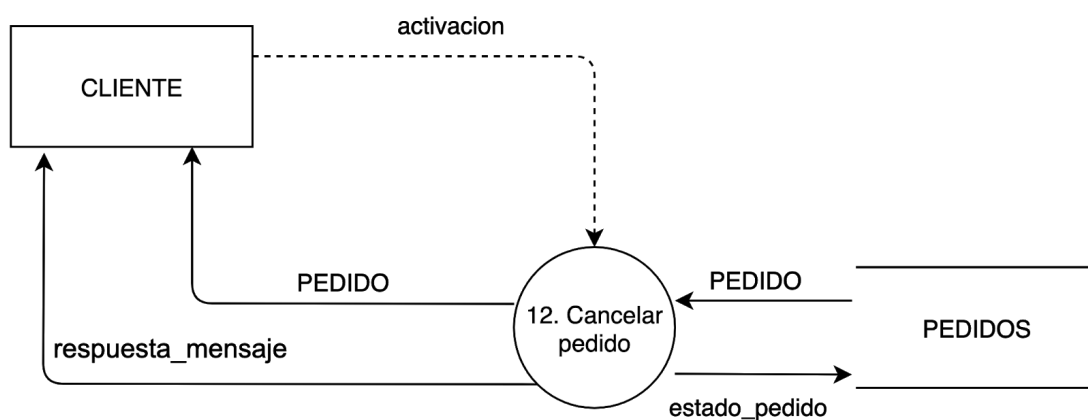 activacion
CLIENTE
PEDIDO
PEDIDO
12. Cancelar
pedido
PEDIDOS
respuesta_mensaje
estado_pedido